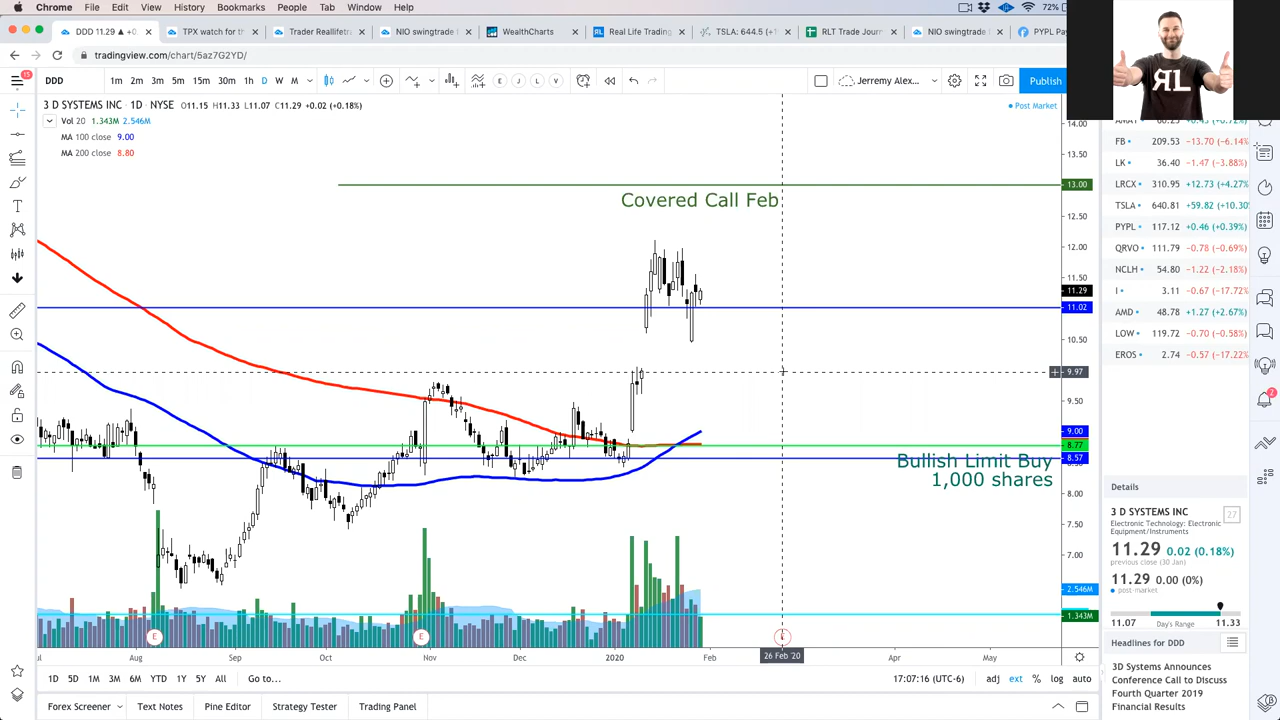 Chrome File Edit View History Bookmarks People Tab Window Help
72%
DDD 11.29 ▲ +0.
TPX watch for th
Trader Reallifetr
NIO swingtrade i
WealthCharts
Real Life Trading
TSLA: 644.5 (+
RLT Trade Journ
NIO swingtrade i
PYPL Pay
tradingview.com/chart/5az7G2YD/
RL
15
DDD 1m 2m 3m 5m 15m 30m 1h D W M
E J L V
Jeremy Alex...
Publish
3 D SYSTEMS INC · 1D · NYSE O11.15 H11.33 L11.07 C11.29 +0.02 (+0.18%)
Post Market
Vol 20 1.343M 2.546M
MA 100 close 9.00
MA 200 close 8.80
Covered Call Feb
Bullish Limit Buy
1,000 shares
14.00
13.50
13.00
12.50
12.00
11.50
11.29
11.02
10.50
9.97
9.50
9.00
8.77
8.57
8.00
7.50
7.00
2.546M
1.343M
E E
Aug Sep Oct Nov Dec 2020 Feb 26 Feb '20 Apr May
1D 5D 1M 3M 6M YTD 1Y 5Y All Go to...
17:07:16 (UTC-6) adj ext % log auto
Forex Screener Text Notes Pine Editor Strategy Tester Trading Panel
FB 209.53 −13.70 (−6.14%)
LK 36.40 −1.47 (−3.88%)
LRCX 310.95 +12.73 (+4.27%)
TSLA 640.81 +59.82 (+10.30%
PYPL 117.12 +0.46 (+0.39%)
QRVO 111.79 −0.78 (−0.69%)
NCLH 54.80 −1.22 (−2.18%)
I 3.11 −0.67 (−17.72%)
AMD 48.78 +1.27 (+2.67%)
LOW 119.72 −0.70 (−0.58%)
EROS 2.74 −0.57 (−17.22%)
2
Details
3 D SYSTEMS INC
27
Electronic Technology: Electronic
Equipment/Instruments
11.29 0.02 (0.18%)
previous close (30 Jan)
11.29 0.00 (0%)
post-market
11.07 Day's Range 11.33
Headlines for DDD
3D Systems Announces
Conference Call to Discuss
Fourth Quarter 2019
Financial Results